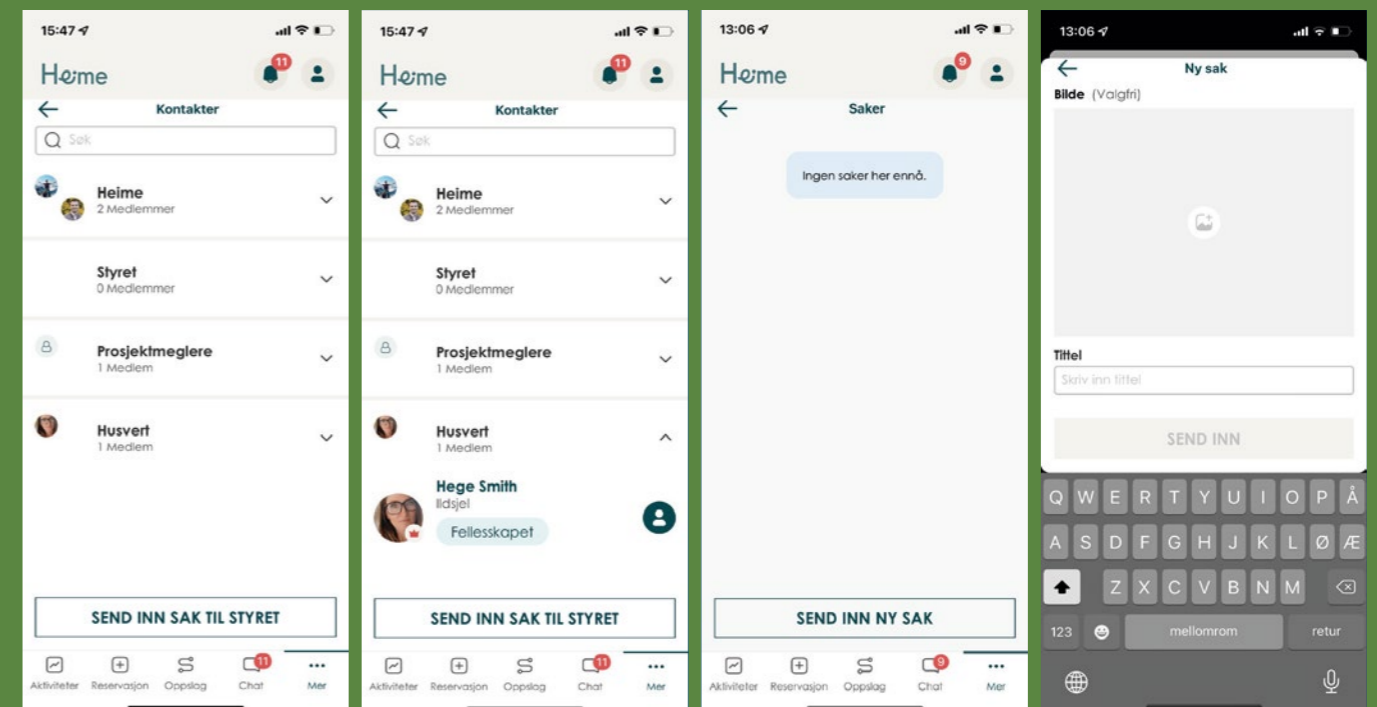 15:47
Heime
11
Kontakter
Søk
Heime
2 Medlemmer
Styret
0 Medlemmer
Prosjektmeglere
1 Medlem
Husvert
1 Medlem
SEND INN SAK TIL STYRET
11
Aktiviteter Reservasjon Oppslag Chat Mer
15:47
Heime
11
Kontakter
Søk
Heime
2 Medlemmer
Styret
0 Medlemmer
Prosjektmeglere
1 Medlem
Husvert
1 Medlem
Hege Smith
Ildsjel
Fellesskapet
SEND INN SAK TIL STYRET
11
Aktiviteter Reservasjon Oppslag Chat Mer
13:06
Heime
9
Saker
Ingen saker her ennå.
SEND INN NY SAK
9
Aktiviteter Reservasjon Oppslag Chat Mer
13:06
Ny sak
Bilde (Valgfri)
Tittel
Skriv inn tittel
SEND INN
Q W E R T Y U I O P Å
A S D F G H J K L Ø Æ
Z X C V B N M
123 mellomrom retur